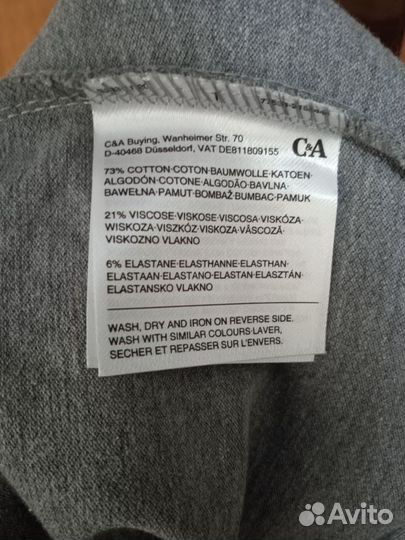 C&A Buying, Wanheimer Str. 70
D-40468 Düsseldorf, VAT DE811809155
C&A
73% COTTON·COTON·BAUMWOLLE·KATOEN·
ALGODÓN·COTONE·ALGODÃO·BAVLNA·
BAWEŁNA·PAMUT·BOMBAŽ·BUMBAC·PAMUK
21% VISCOSE·VISKOSE·VISCOSA·VISKÓZA·
WISKOZA·VISZKÓZ·VISKOZA·VÂSCOZĂ·
VISKOZNO VLAKNO
6% ELASTANE·ELASTHANNE·ELASTHAN·
ELASTAAN·ELASTANO·ELASTAN·ELASZTÁN·
ELASTANSKO VLAKNO
WASH, DRY AND IRON ON REVERSE SIDE.
WASH WITH SIMILAR COLOURS·LAVER,
SECHER ET REPASSER SUR L'ENVERS.
Avito